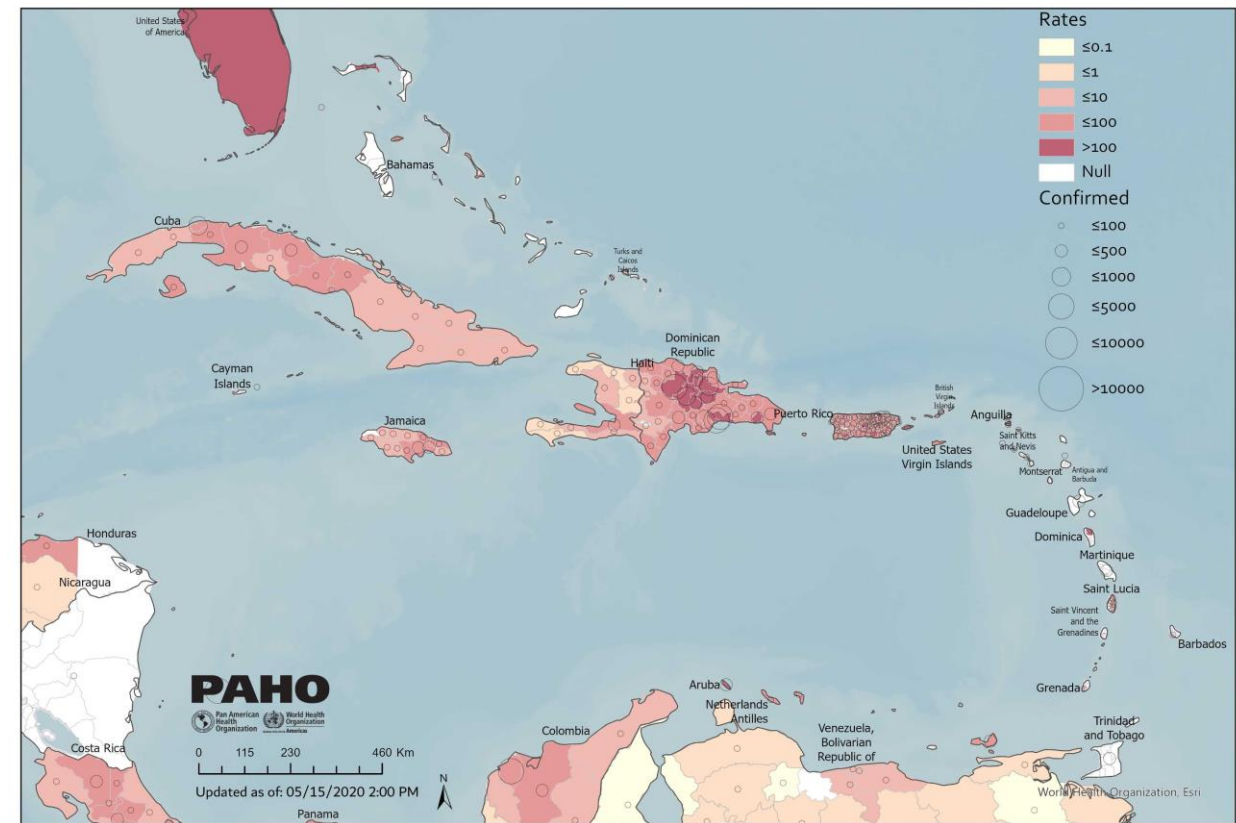 United States
of America
Rates
≤0.1
≤1
≤10
≤100
>100
Null
Confirmed
≤100
≤500
≤1000
≤5000
≤10000
>10000
Bahamas
Cuba
Turks and
Caicos
Islands
Cayman
Islands
Dominican
Republic
Haiti
Jamaica
Puerto Rico
British
Virgin
Islands
United States
Virgin Islands
Anguilla
Saint Kitts
and Nevis
Montserrat
Antigua and
Barbuda
Guadeloupe
Dominica
Martinique
Saint Lucia
Saint Vincent
and the
Grenadines
Barbados
Grenada
Honduras
Nicaragua
Costa Rica
Panama
PAHO
Pan American
Health
Organization
World Health
Organization
Americas
0 115 230 460 Km
Updated as of: 05/15/2020 2:00 PM
N
Aruba
Netherlands
Antilles
Colombia
Venezuela,
Bolivarian
Republic of
Trinidad
and Tobago
World Health Organization, Esri